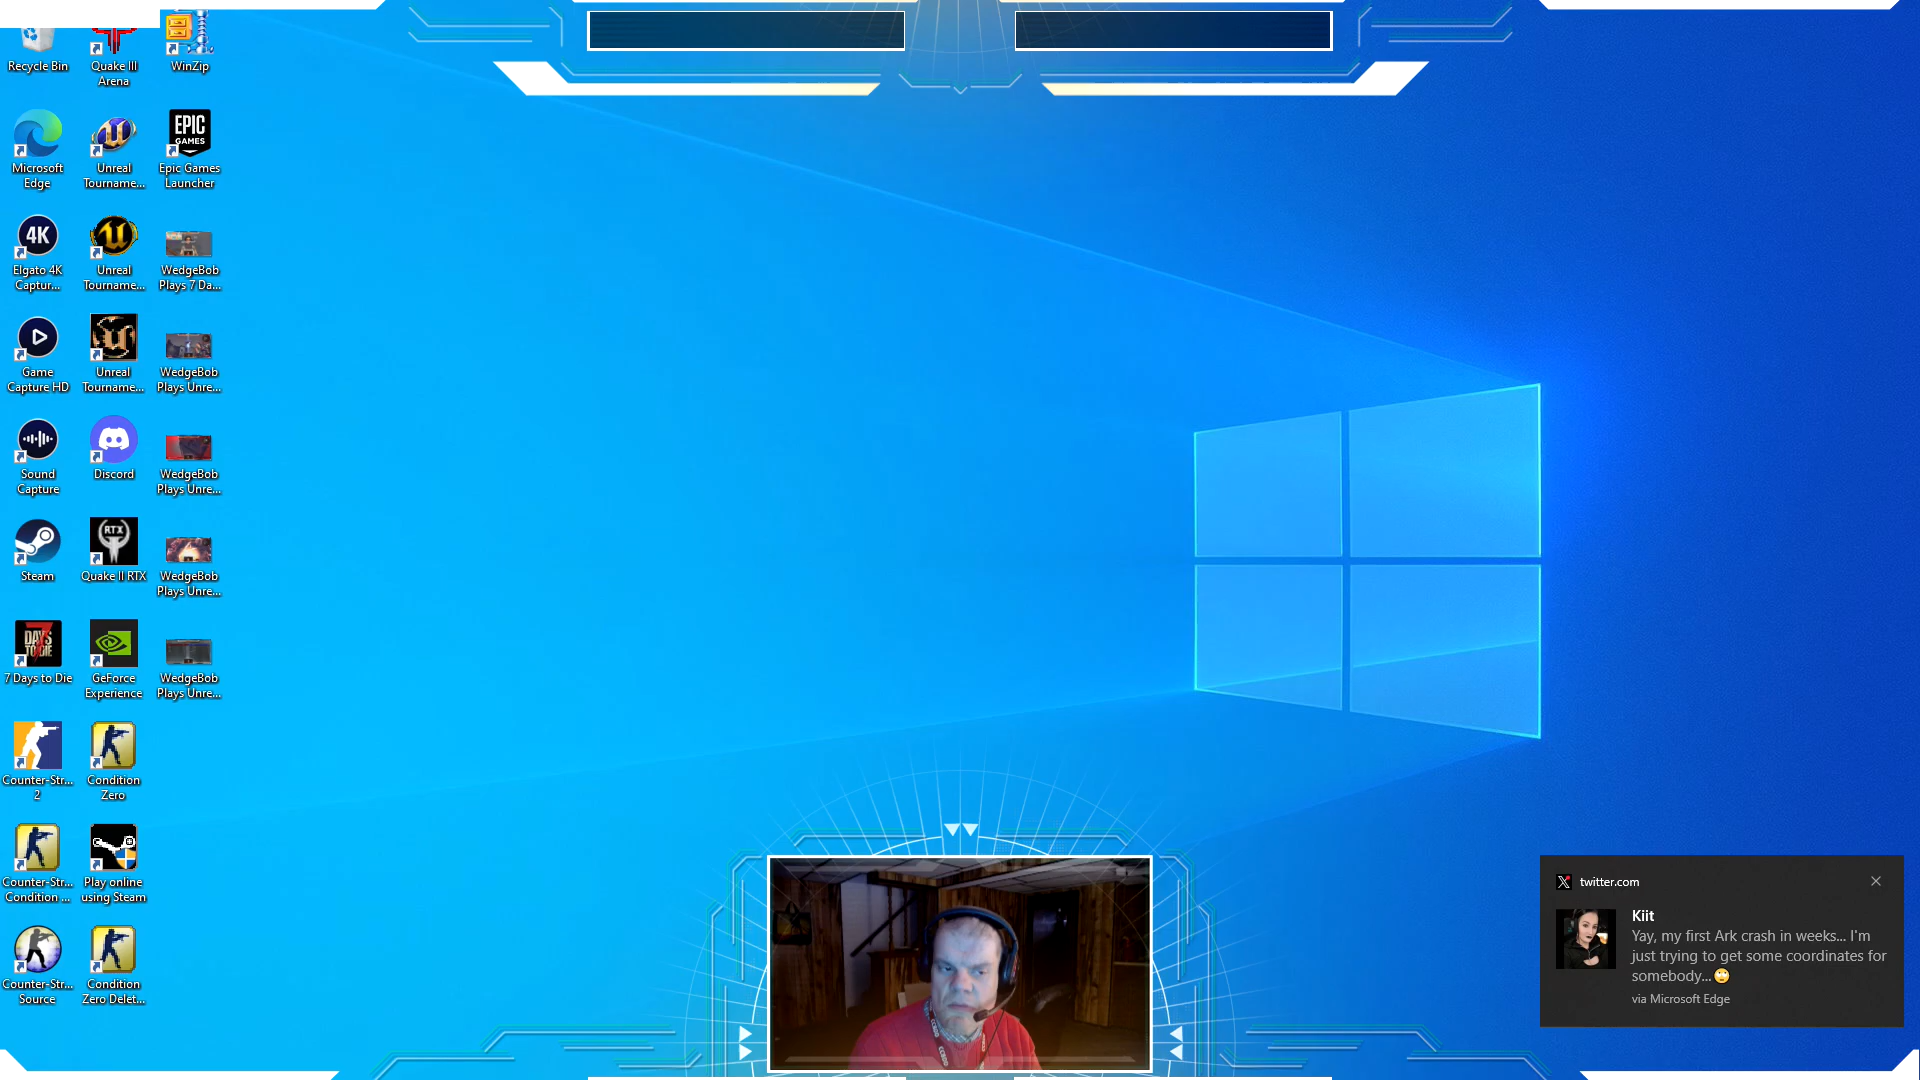 Recycle Bin
Quake III
Arena
WinZip
Microsoft
Edge
Unreal
Tourname...
EPIC
GAMES
Epic Games
Launcher
4K
Elgato 4K
Captur...
Unreal
Tourname...
WedgeBob
Plays 7 Da...
Game
Capture HD
Unreal
Tourname...
WedgeBob
Plays Unre...
Sound
Capture
Discord
WedgeBob
Plays Unre...
Steam
RTX
Quake II RTX
WedgeBob
Plays Unre...
7 DAYS
TO DIE
7 Days to Die
GeForce
Experience
WedgeBob
Plays Unre...
Counter-Str...
2
Condition
Zero
Counter-Str...
Condition ...
Play online
using Steam
Counter-Str...
Source
Condition
Zero Delet...
twitter.com
Kiit
Yay, my first Ark crash in weeks... I'm
just trying to get some coordinates for
somebody...🙄
via Microsoft Edge